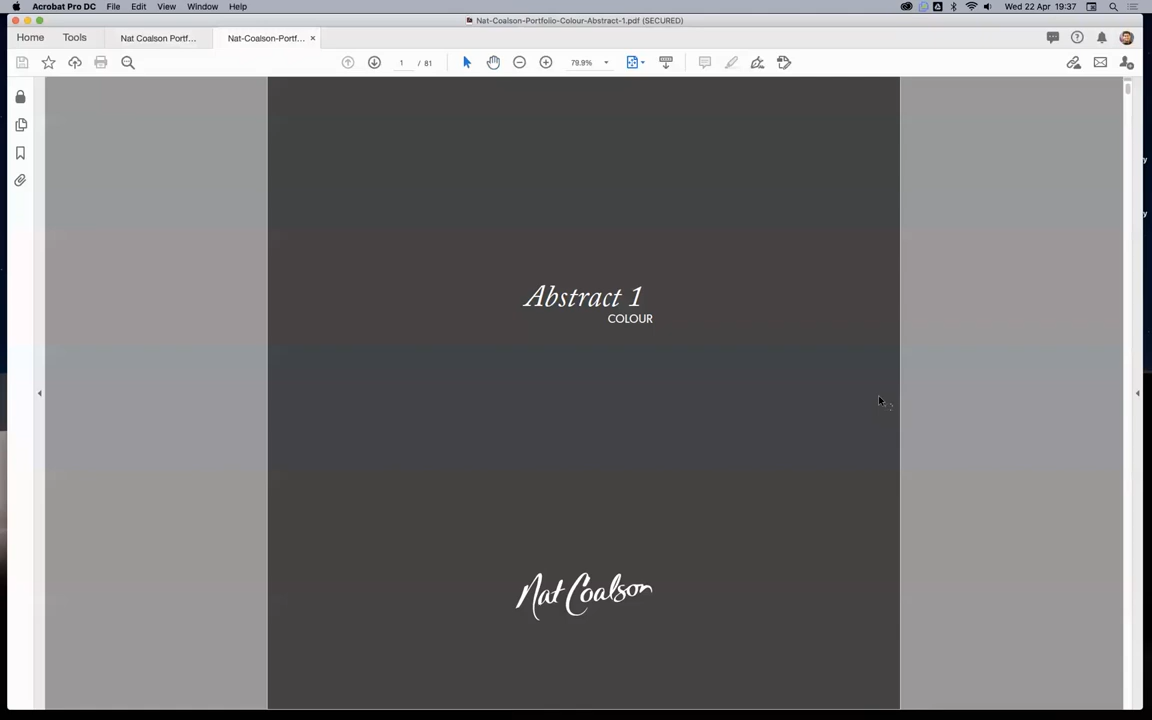 Acrobat Pro DC File Edit View Window Help Wed 22 Apr 19:37
Nat-Coalson-Portfolio-Colour-Abstract-1.pdf (SECURED)
Home Tools Nat Coalson Portf... Nat-Coalson-Portf... ×
1 / 81 79.9%
Abstract 1
COLOUR
Nat Coalson